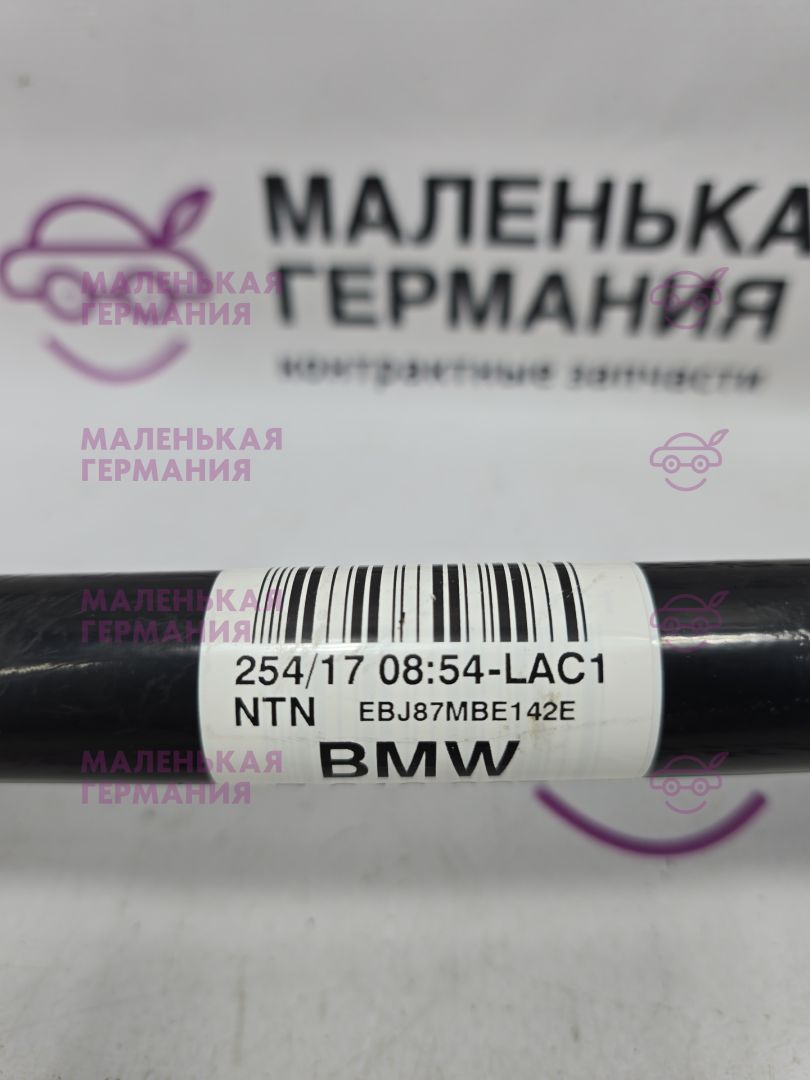 МАЛЕНЬКА
ГЕРМАНИЯ
контрактные запчасти
МАЛЕНЬКАЯ
ГЕРМАНИЯ
МАЛЕНЬКАЯ
ГЕРМАНИЯ
МАЛЕНЬКАЯ
ГЕРМАНИЯ
254/17 08:54-LAC1
NTN EBJ87MBE142E
BMW
МАЛЕНЬКАЯ
ГЕРМАНИЯ